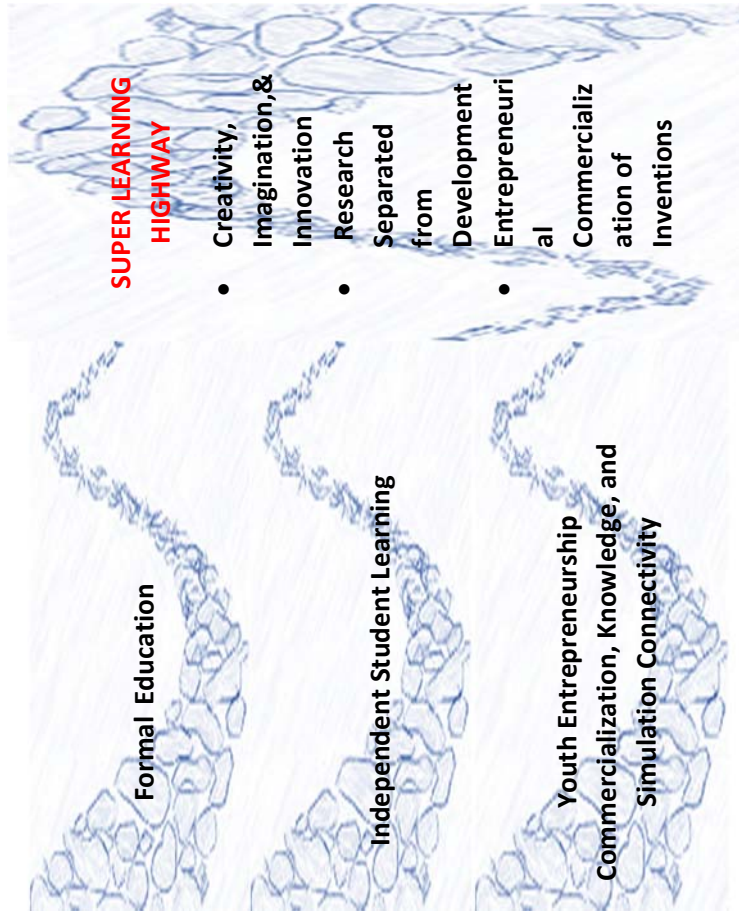 Formal Education
Independent Student Learning
Youth Entrepreneurship
Commercialization, Knowledge, and
Simulation Connectivity
SUPER LEARNING
HIGHWAY
• Creativity,
Imagination,&
Innovation
• Research
Separated
from
Development
• Entrepreneuri
al
Commercializ
ation of
Inventions